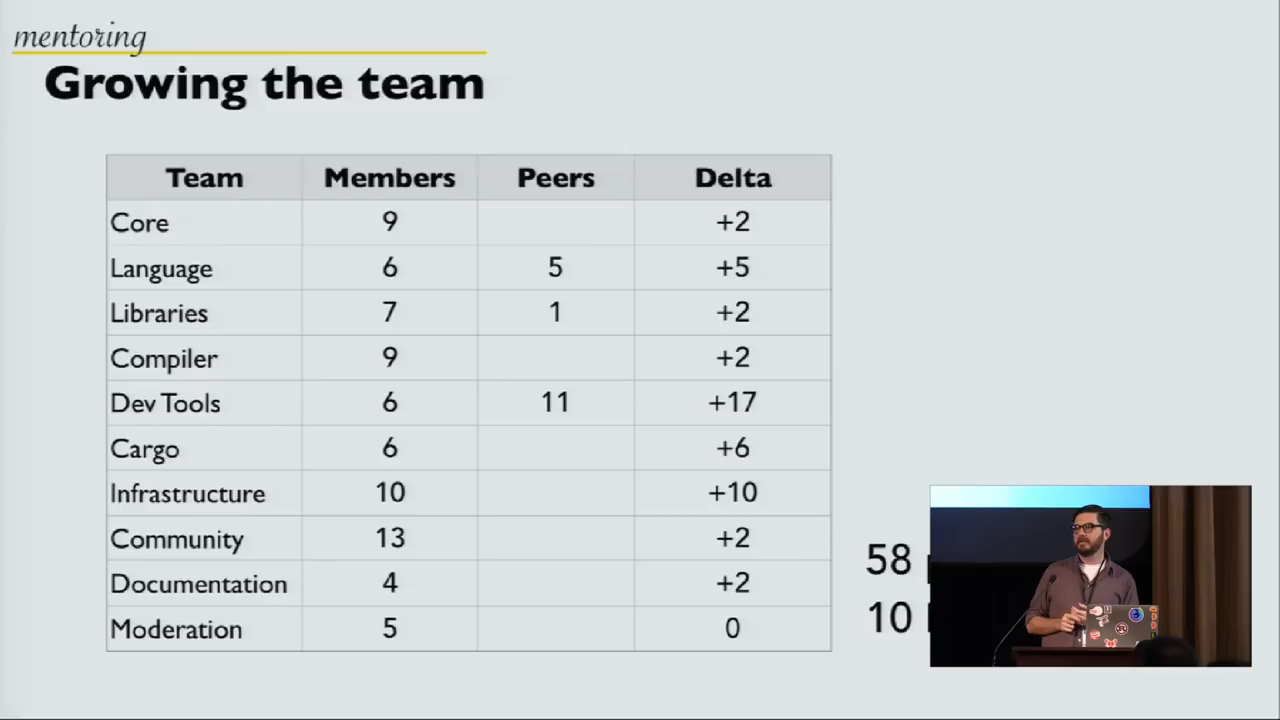 mentoring
Growing the team
Team Members Peers Delta
Core 9 +2
Language 6 5 +5
Libraries 7 1 +2
Compiler 9 +2
Dev Tools 6 11 +17
Cargo 6 +6
Infrastructure 10 +10
Community 13 +2
Documentation 4 +2
Moderation 5 0
58
10